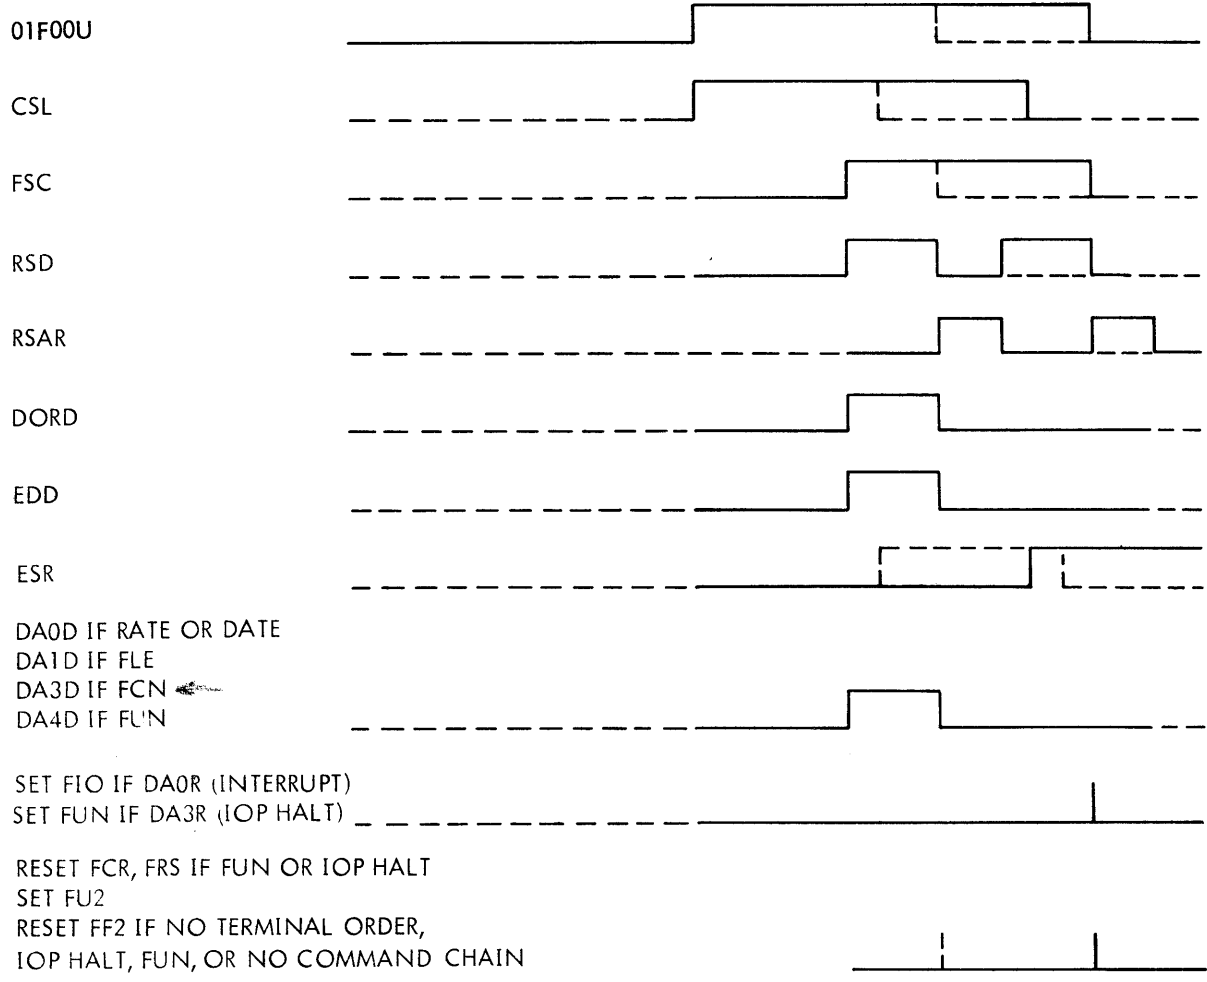 01F00U
CSL
FSC
RSD
RSAR
DORD
EDD
ESR
DA0D IF RATE OR DATE
DA1D IF FLE
DA3D IF FCN
DA4D IF FUN
SET FIO IF DA0R (INTERRUPT)
SET FUN IF DA3R (IOP HALT)
RESET FCR, FRS IF FUN OR IOP HALT
SET FU2
RESET FF2 IF NO TERMINAL ORDER,
IOP HALT, FUN, OR NO COMMAND CHAIN